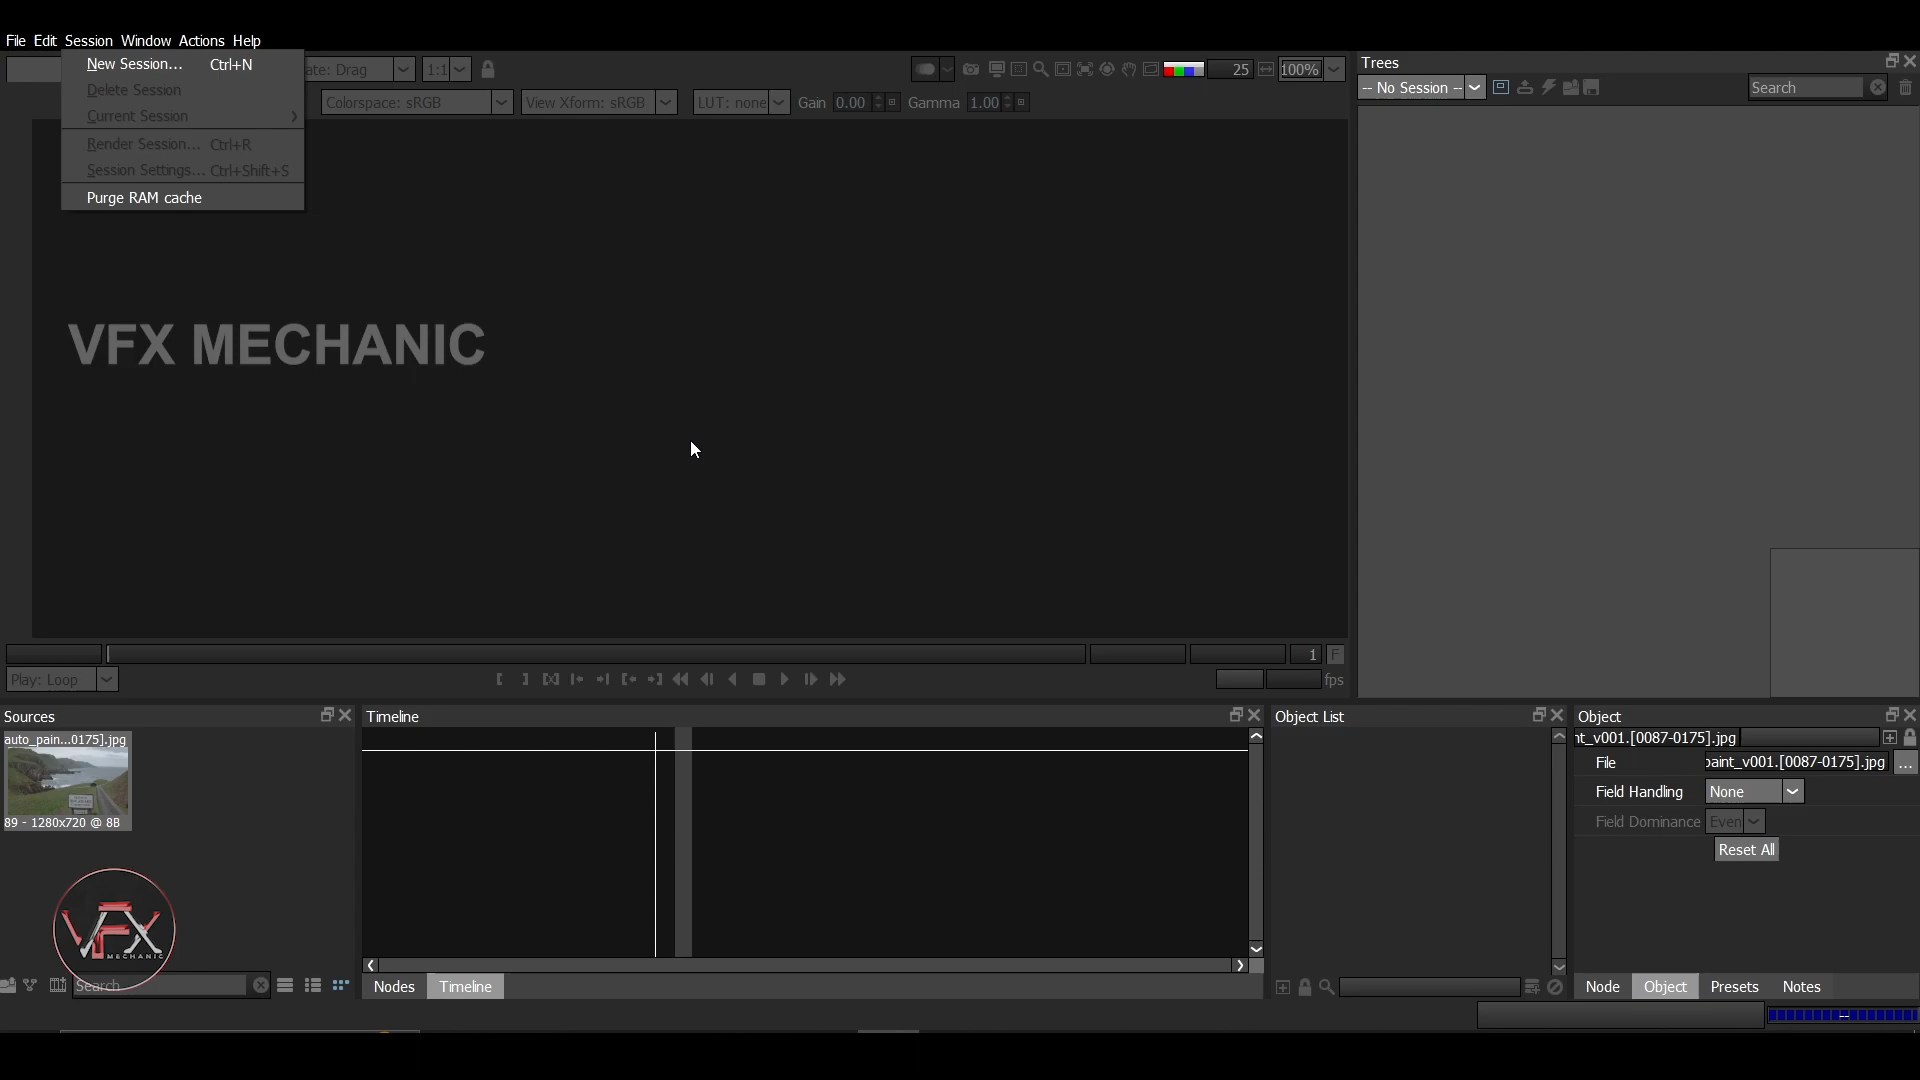 File Edit Session Window Actions Help
New Session... Ctrl+N
Delete Session
Current Session
Render Session... Ctrl+R
Session Settings... Ctrl+Shift+S
Purge RAM cache
ate: Drag
1:1
25
100%
Colorspace: sRGB
View Xform: sRGB
LUT: none
Gain 0.00
Gamma 1.00
Trees
-- No Session --
Search
VFX MECHANIC
1
F
Play: Loop
fps
Sources
auto_pain...0175].jpg
89 - 1280x720 @ 8B
VFX
MECHANIC
Search
Timeline
Nodes
Timeline
Object List
Object
nt_v001.[0087-0175].jpg
File
paint_v001.[0087-0175].jpg
...
Field Handling
None
Field Dominance
Even
Reset All
Node
Object
Presets
Notes
--